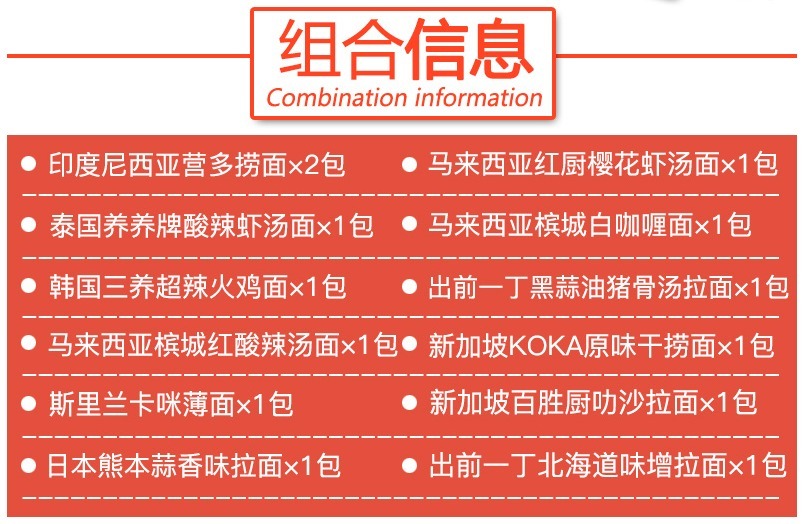 组合信息
Combination information
印度尼西亚营多捞面×2包
马来西亚红厨樱花虾汤面×1包
泰国养养牌酸辣虾汤面×1包
马来西亚槟城白咖喱面×1包
韩国三养超辣火鸡面×1包
出前一丁黑蒜油猪骨汤拉面×1包
马来西亚槟城红酸辣汤面×1包
新加坡KOKA原味干捞面×1包
斯里兰卡咪薄面×1包
新加坡百胜厨叻沙拉面×1包
日本熊本蒜香味拉面×1包
出前一丁北海道味增拉面×1包